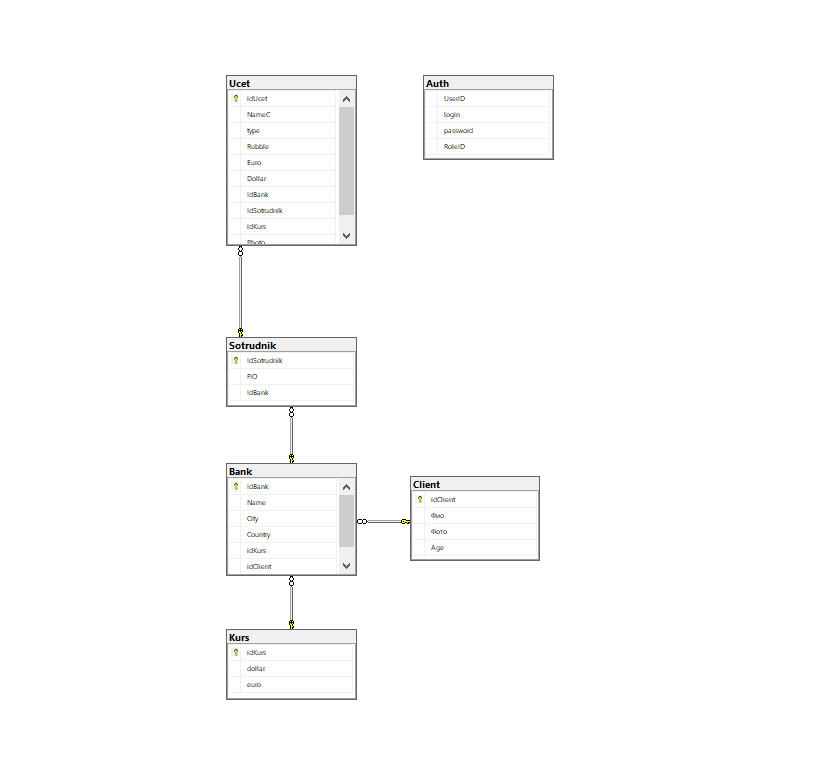 Ucet
idUcet
NameC
type
Rubble
Euro
Dollar
idBank
idSotrudnik
idKurs
Photo
Auth
UserID
login
password
RoleID
Sotrudnik
idSotrudnik
FIO
idBank
Bank
idBank
Name
City
Country
idKurs
idClient
Client
idClient
Фио
Фото
Age
Kurs
idKurs
dollar
euro